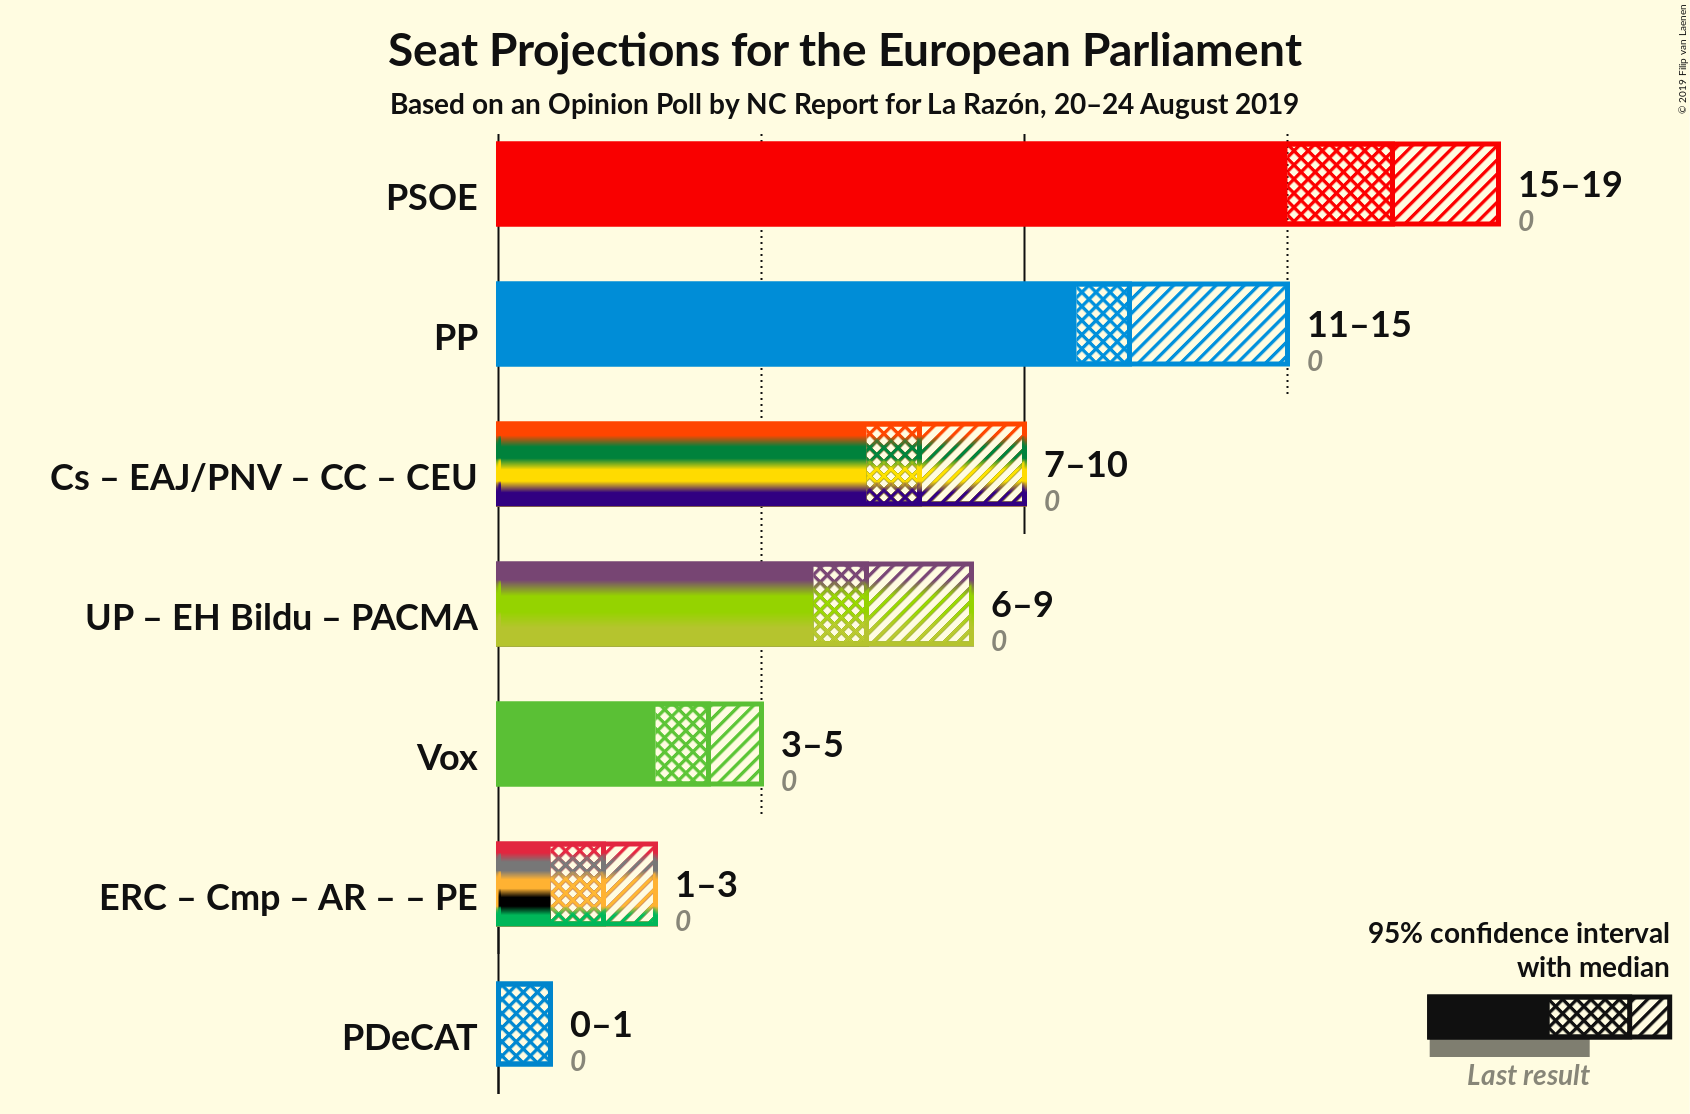 Seat Projections for the European Parliament
Based on an Opinion Poll by NC Report for La Razón, 20–24 August 2019
© 2019 Filip van Laenen
PSOE
15–19
0
PP
11–15
0
Cs – EAJ/PNV – CC – CEU
7–10
0
UP – EH Bildu – PACMA
6–9
0
Vox
3–5
0
ERC – Cmp – AR – – PE
1–3
0
PDeCAT
0–1
0
95% confidence interval
with median
Last result